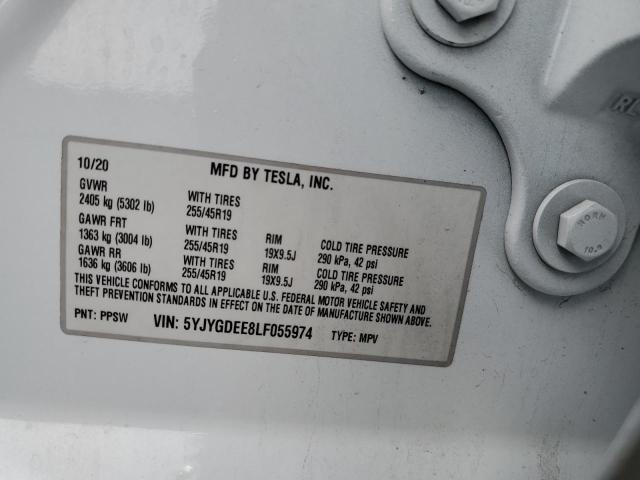 10/20 MFD BY TESLA, INC.
GVWR
2405 kg (5302 lb) WITH TIRES 255/45R19
GAWR FRT
1363 kg (3004 lb) WITH TIRES 255/45R19 RIM 19X9.5J COLD TIRE PRESSURE 290 kPa, 42 psi
GAWR RR
1636 kg (3606 lb) WITH TIRES 255/45R19 RIM 19X9.5J COLD TIRE PRESSURE 290 kPa, 42 psi
THIS VEHICLE CONFORMS TO ALL APPLICABLE U.S. FEDERAL MOTOR VEHICLE SAFETY AND
THEFT PREVENTION STANDARDS IN EFFECT ON THE DATE OF MANUFACTURE SHOWN ABOVE.
PNT: PPSW VIN: 5YJYGDEE8LF055974 TYPE: MPV
NORM
10.9